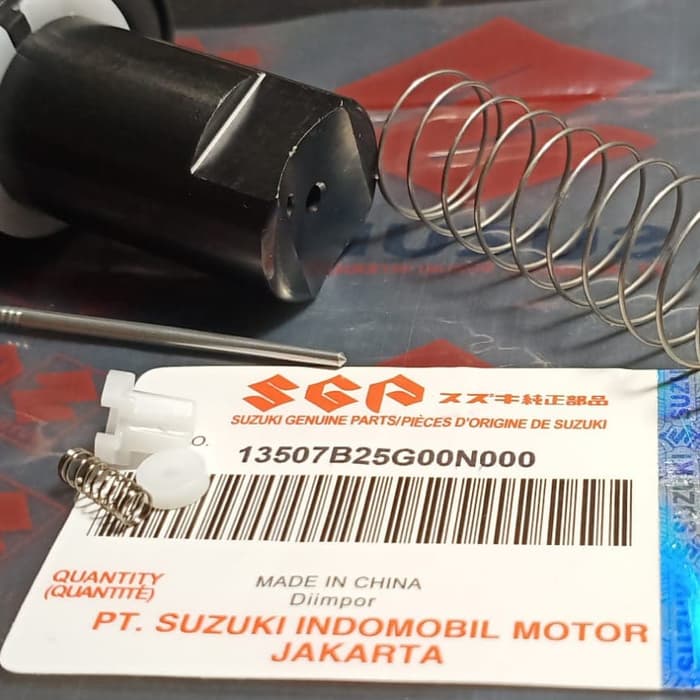 SGP スズキ純正部品
SUZUKI GENUINE PARTS/PIÈCES D'ORIGINE DE SUZUKI
O. 13507B25G00N000
QUANTITY
(QUANTITÉ)
MADE IN CHINA
Diimpor
PT. SUZUKI INDOMOBIL MOTOR
JAKARTA
SUZUKI